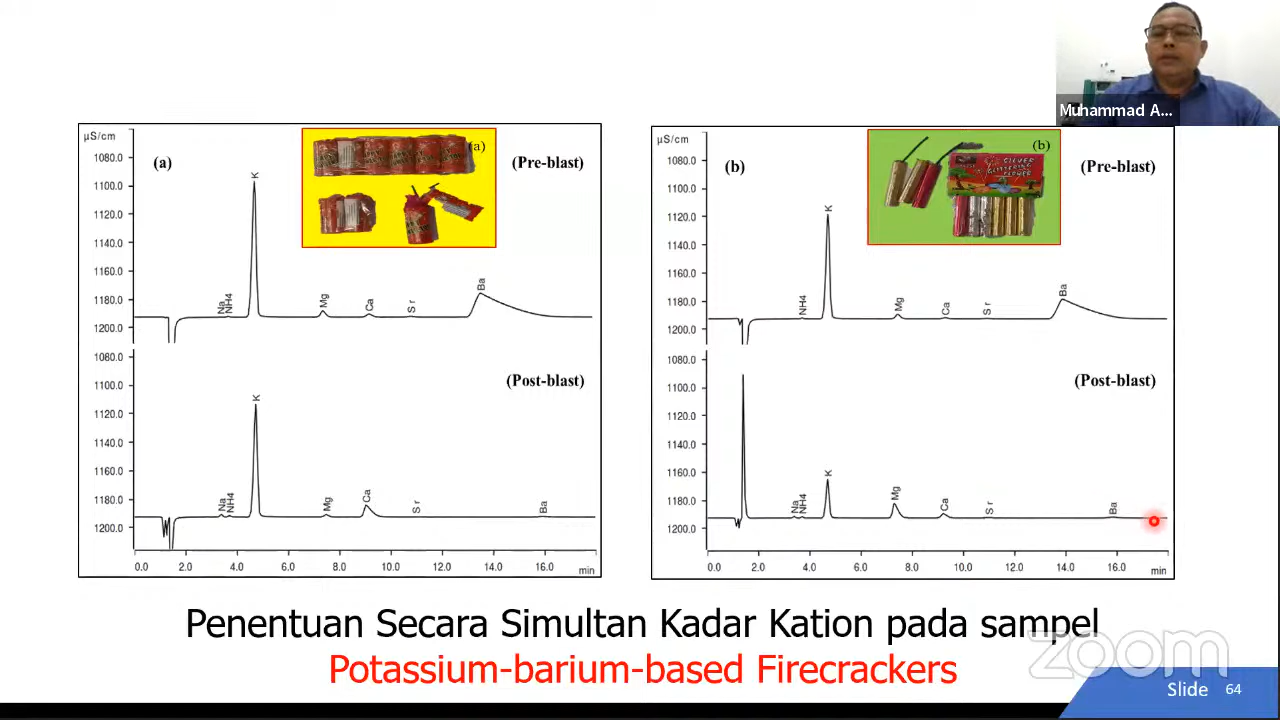 Muhammad A...
µS/cm
1080.0
1100.0
1120.0
1140.0
1160.0
1180.0
1200.0
(a)
(a)
(Pre-blast)
Na
NH4
K
Mg
Ca
Sr
Ba
1080.0
1100.0
1120.0
1140.0
1160.0
1180.0
1200.0
(Post-blast)
Na
NH4
K
Mg
Ca
Sr
Ba
0.0 2.0 4.0 6.0 8.0 10.0 12.0 14.0 16.0 min
µS/cm
1080.0
1100.0
1120.0
1140.0
1160.0
1180.0
1200.0
(b)
(b)
SILVER
GLITTERING
FLOWER
(Pre-blast)
NH4
K
Mg
Ca
Sr
Ba
1080.0
1100.0
1120.0
1140.0
1160.0
1180.0
1200.0
(Post-blast)
Na
NH4
K
Mg
Ca
Sr
Ba
0.0 2.0 4.0 6.0 8.0 10.0 12.0 14.0 16.0 min
Penentuan Secara Simultan Kadar Kation pada sampel
Potassium-barium-based Firecrackers
zoom
Slide 64